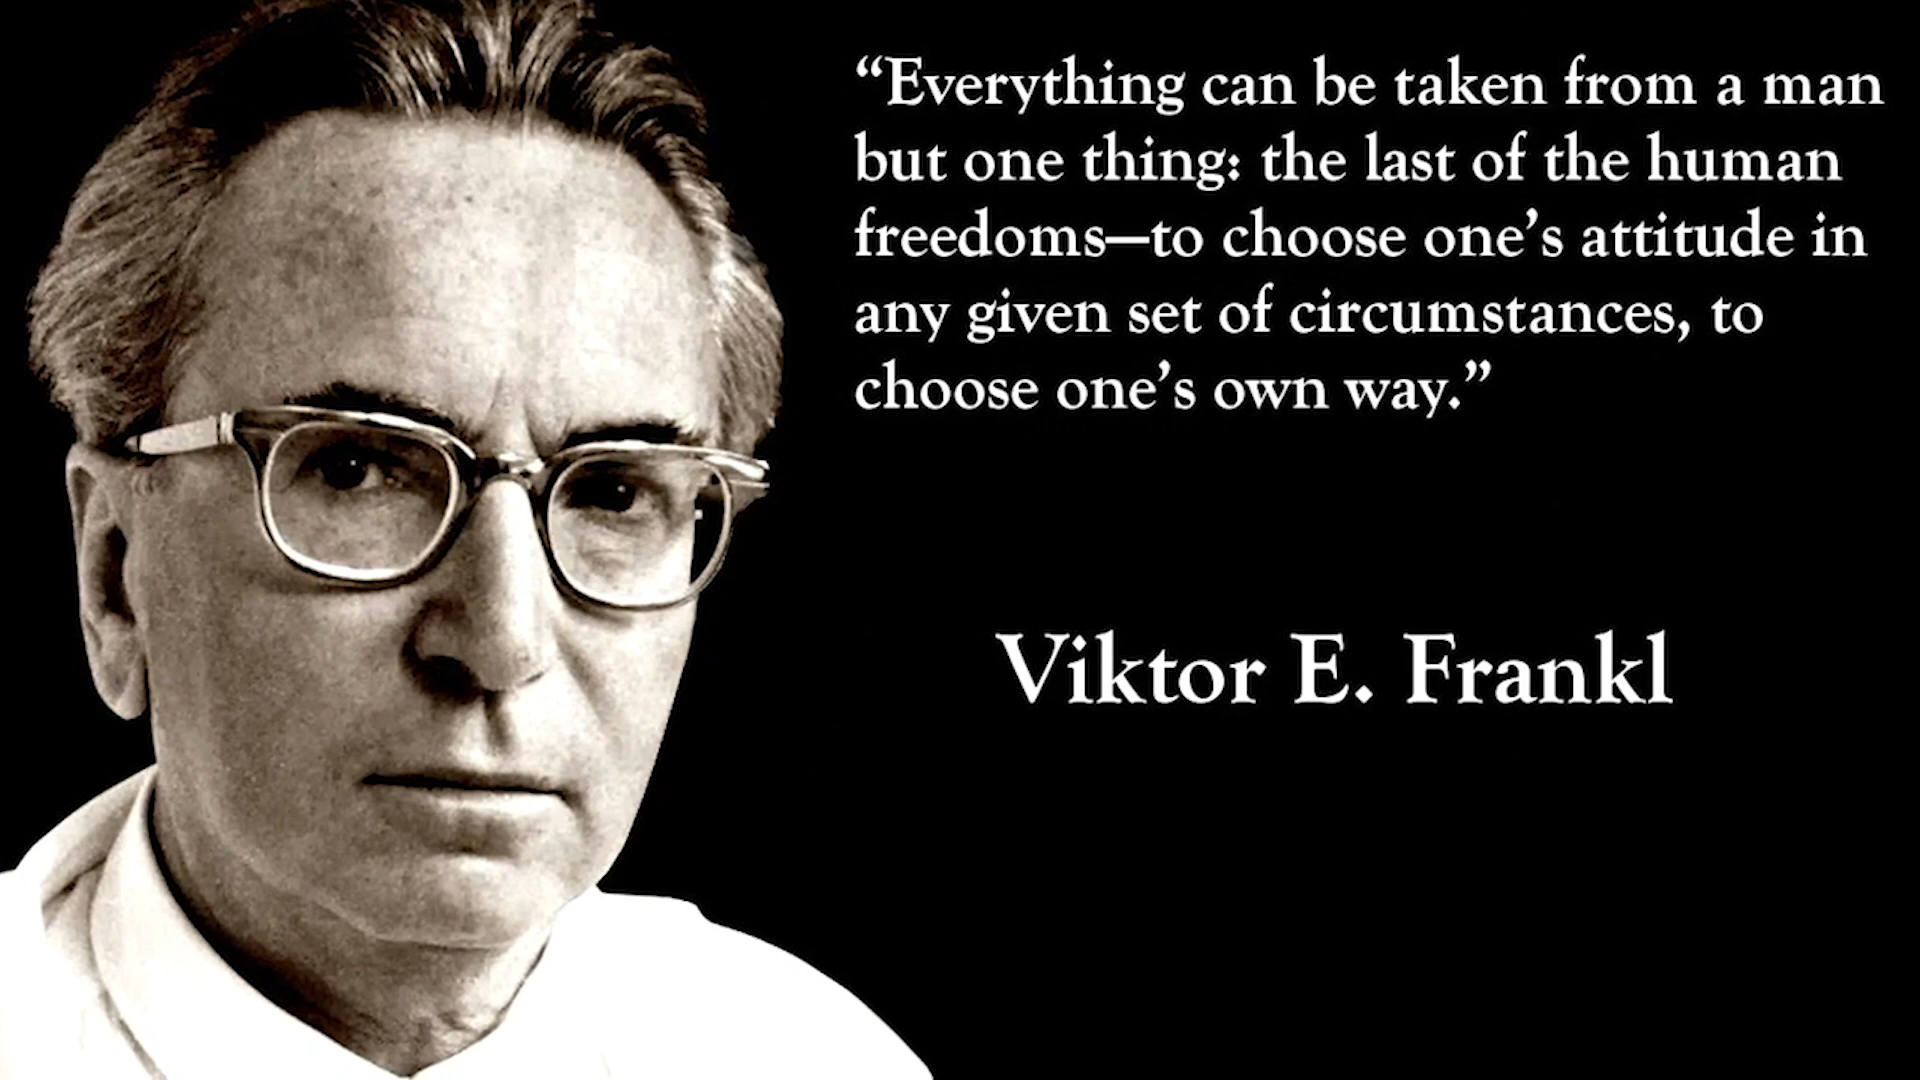 “Everything can be taken from a man
but one thing: the last of the human
freedoms—to choose one’s attitude in
any given set of circumstances, to
choose one’s own way.”
Viktor E. Frankl